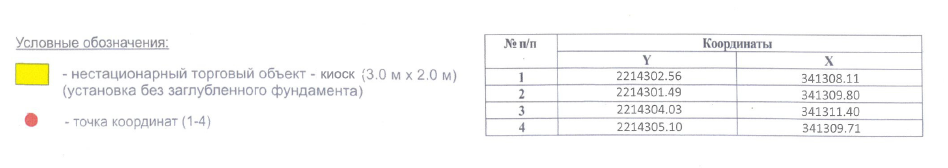 Условные обозначения:
- нестационарный торговый объект - киоск (3.0 м х 2.0 м)
(установка без заглубленного фундамента)
- точка координат (1-4)
№ п/п Координаты
Y X
1 2214302.56 341308.11
2 2214301.49 341309.80
3 2214304.03 341311.40
4 2214305.10 341309.71